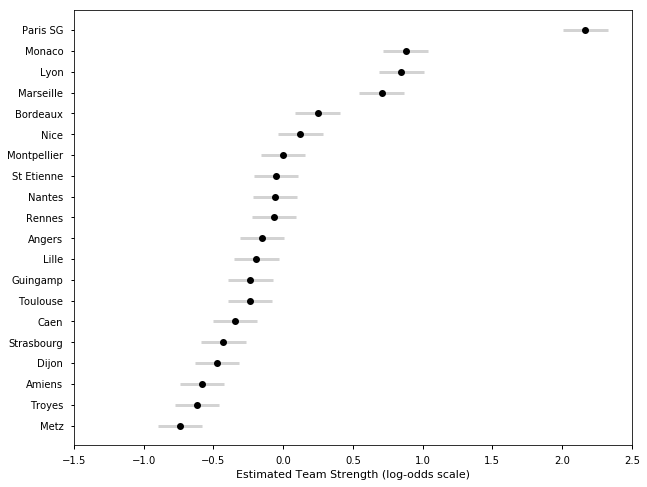 Paris SG
Monaco
Lyon
Marseille
Bordeaux
Nice
Montpellier
St Etienne
Nantes
Rennes
Angers
Lille
Guingamp
Toulouse
Caen
Strasbourg
Dijon
Amiens
Troyes
Metz
−1.5 −1.0 −0.5 0.0 0.5 1.0 1.5 2.0 2.5
Estimated Team Strength (log-odds scale)